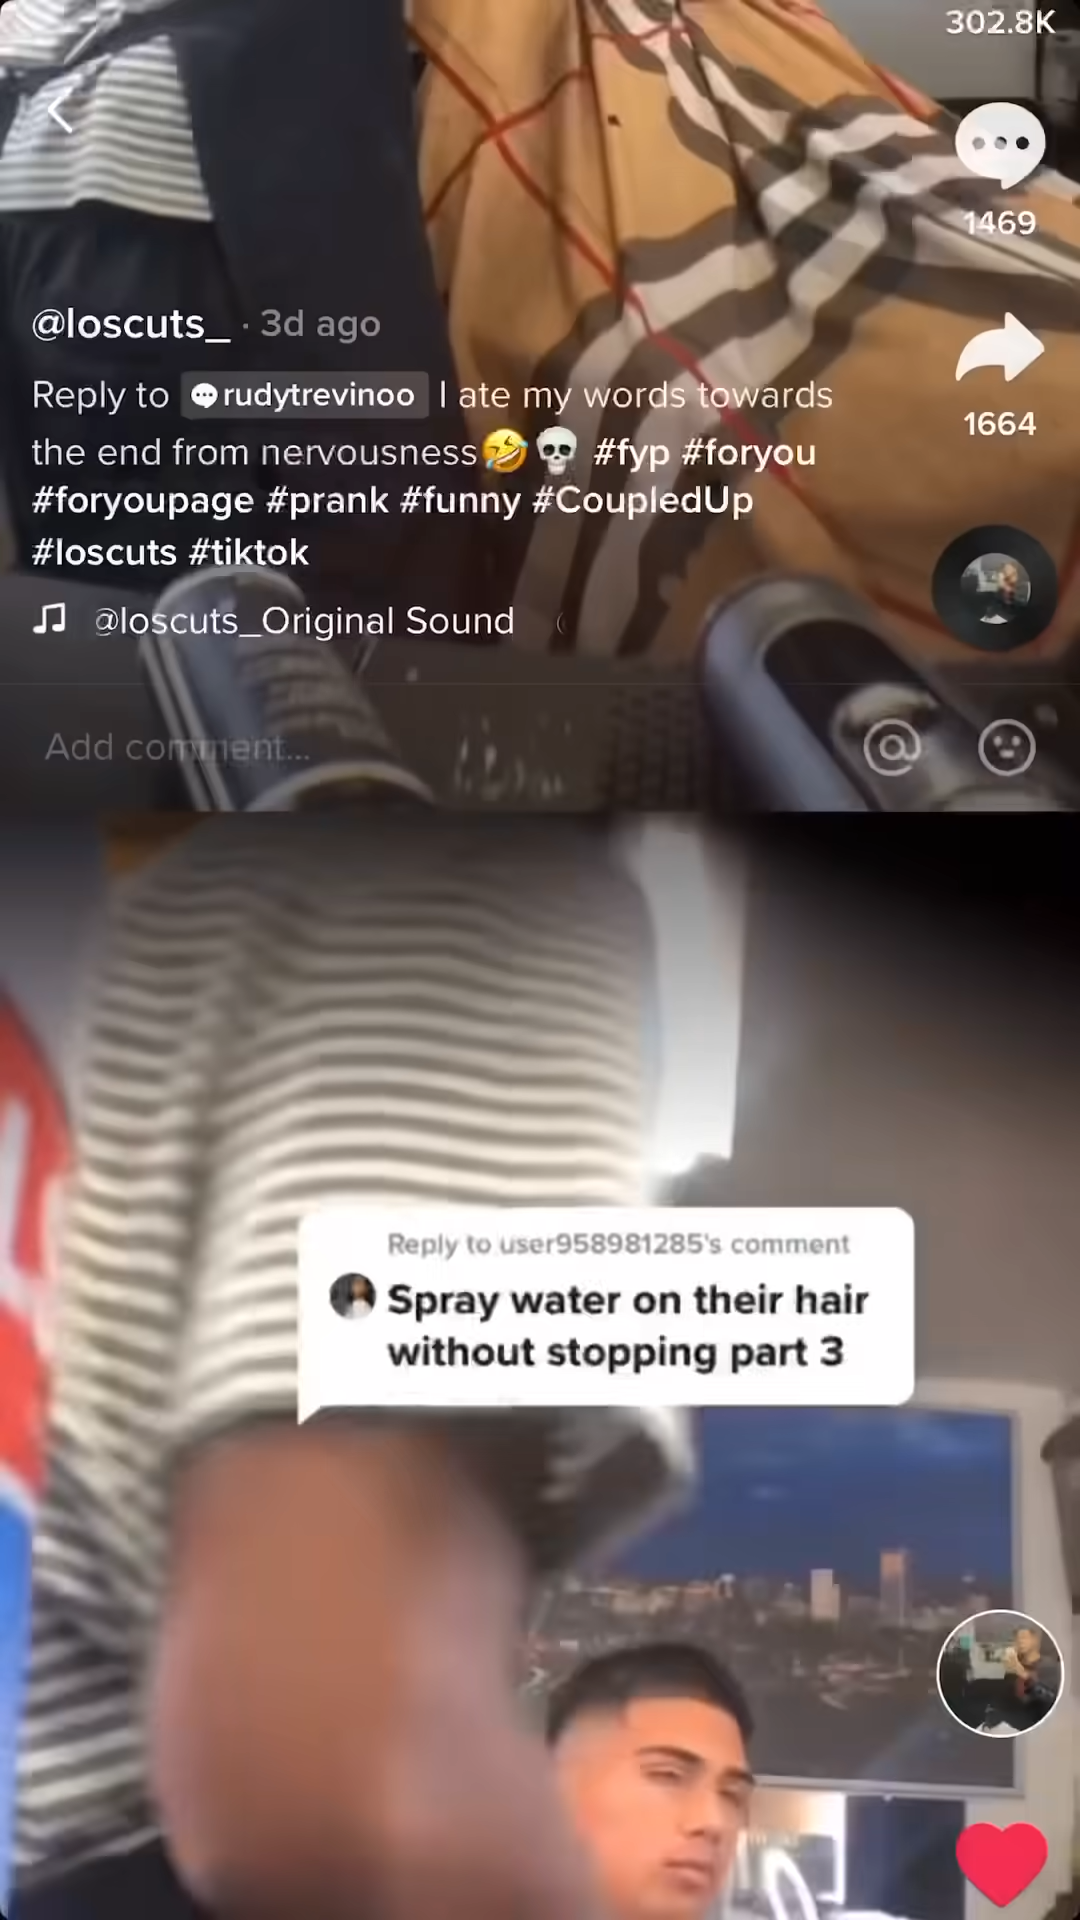 302.8K
1469
@loscuts_ · 3d ago
Reply to rudytrevinoo I ate my words towards
the end from nervousness🤣💀 #fyp #foryou
#foryoupage #prank #funny #CoupledUp
#loscuts #tiktok
1664
@loscuts_Original Sound
Add comment...
Reply to user958981285's comment
Spray water on their hair
without stopping part 3